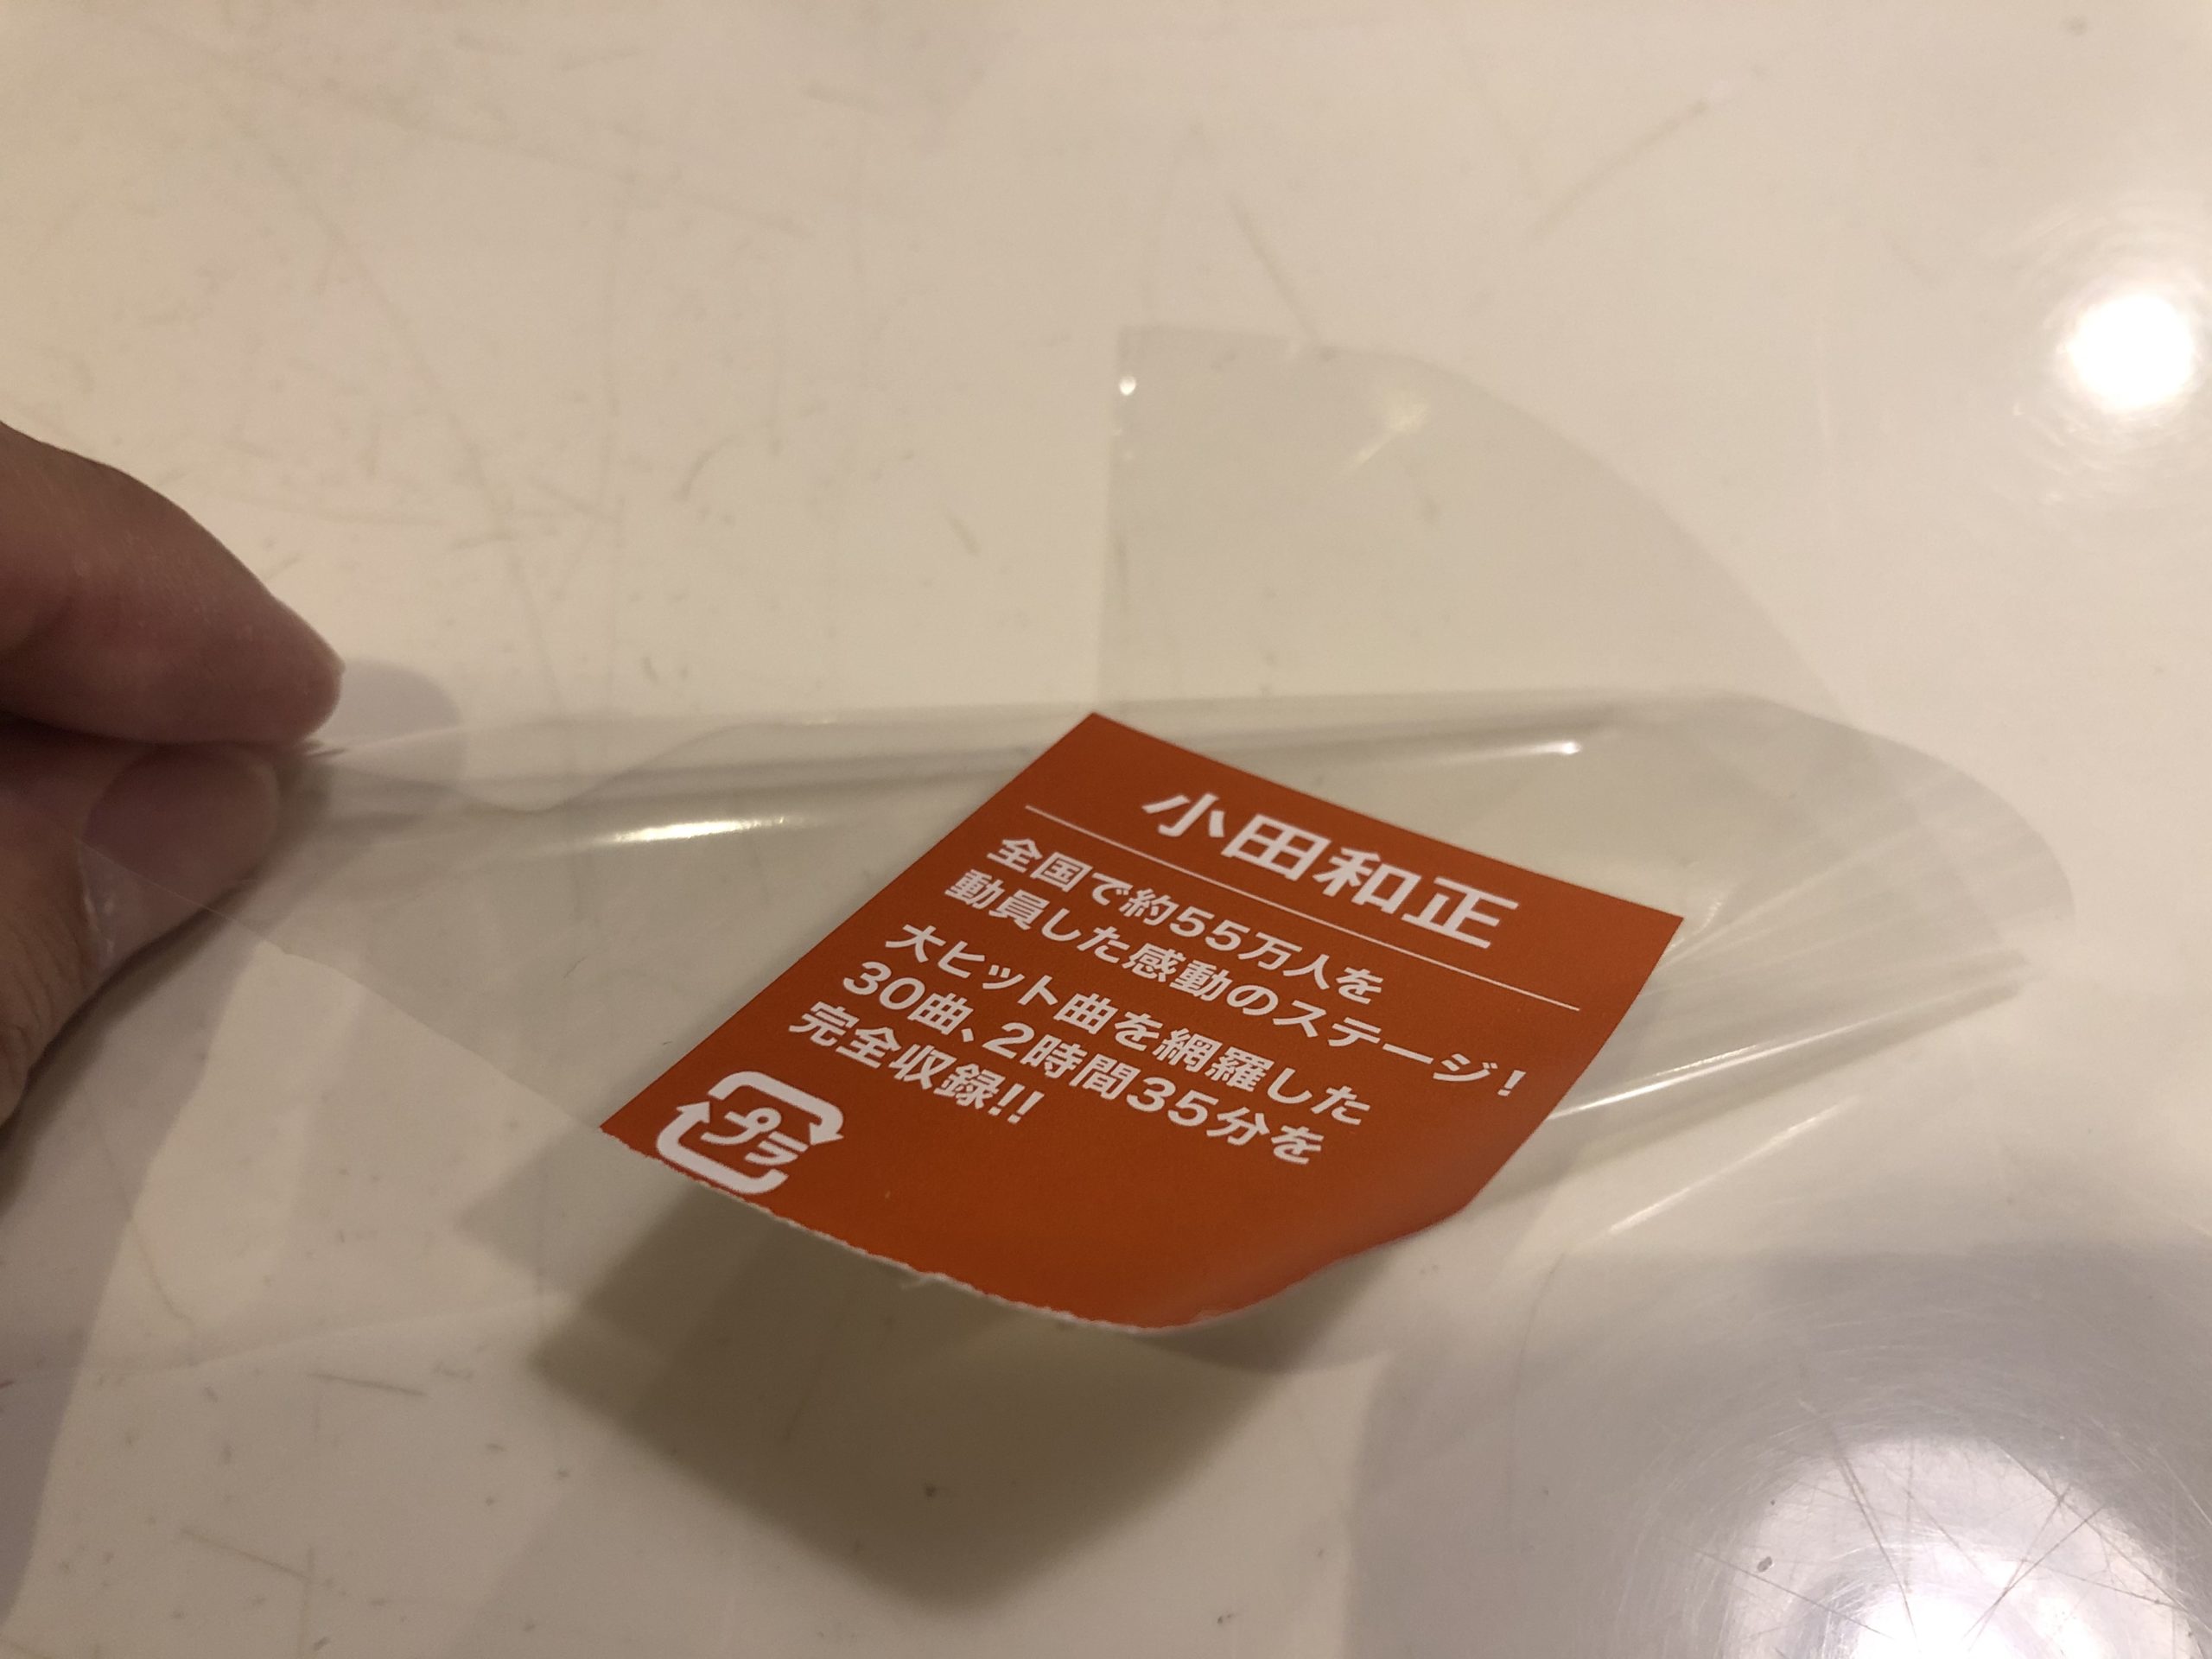 小田和正
全国で約55万人を
動員した感動のステージ!
大ヒット曲を網羅した
30曲、2時間35分を
完全収録!!
プラ